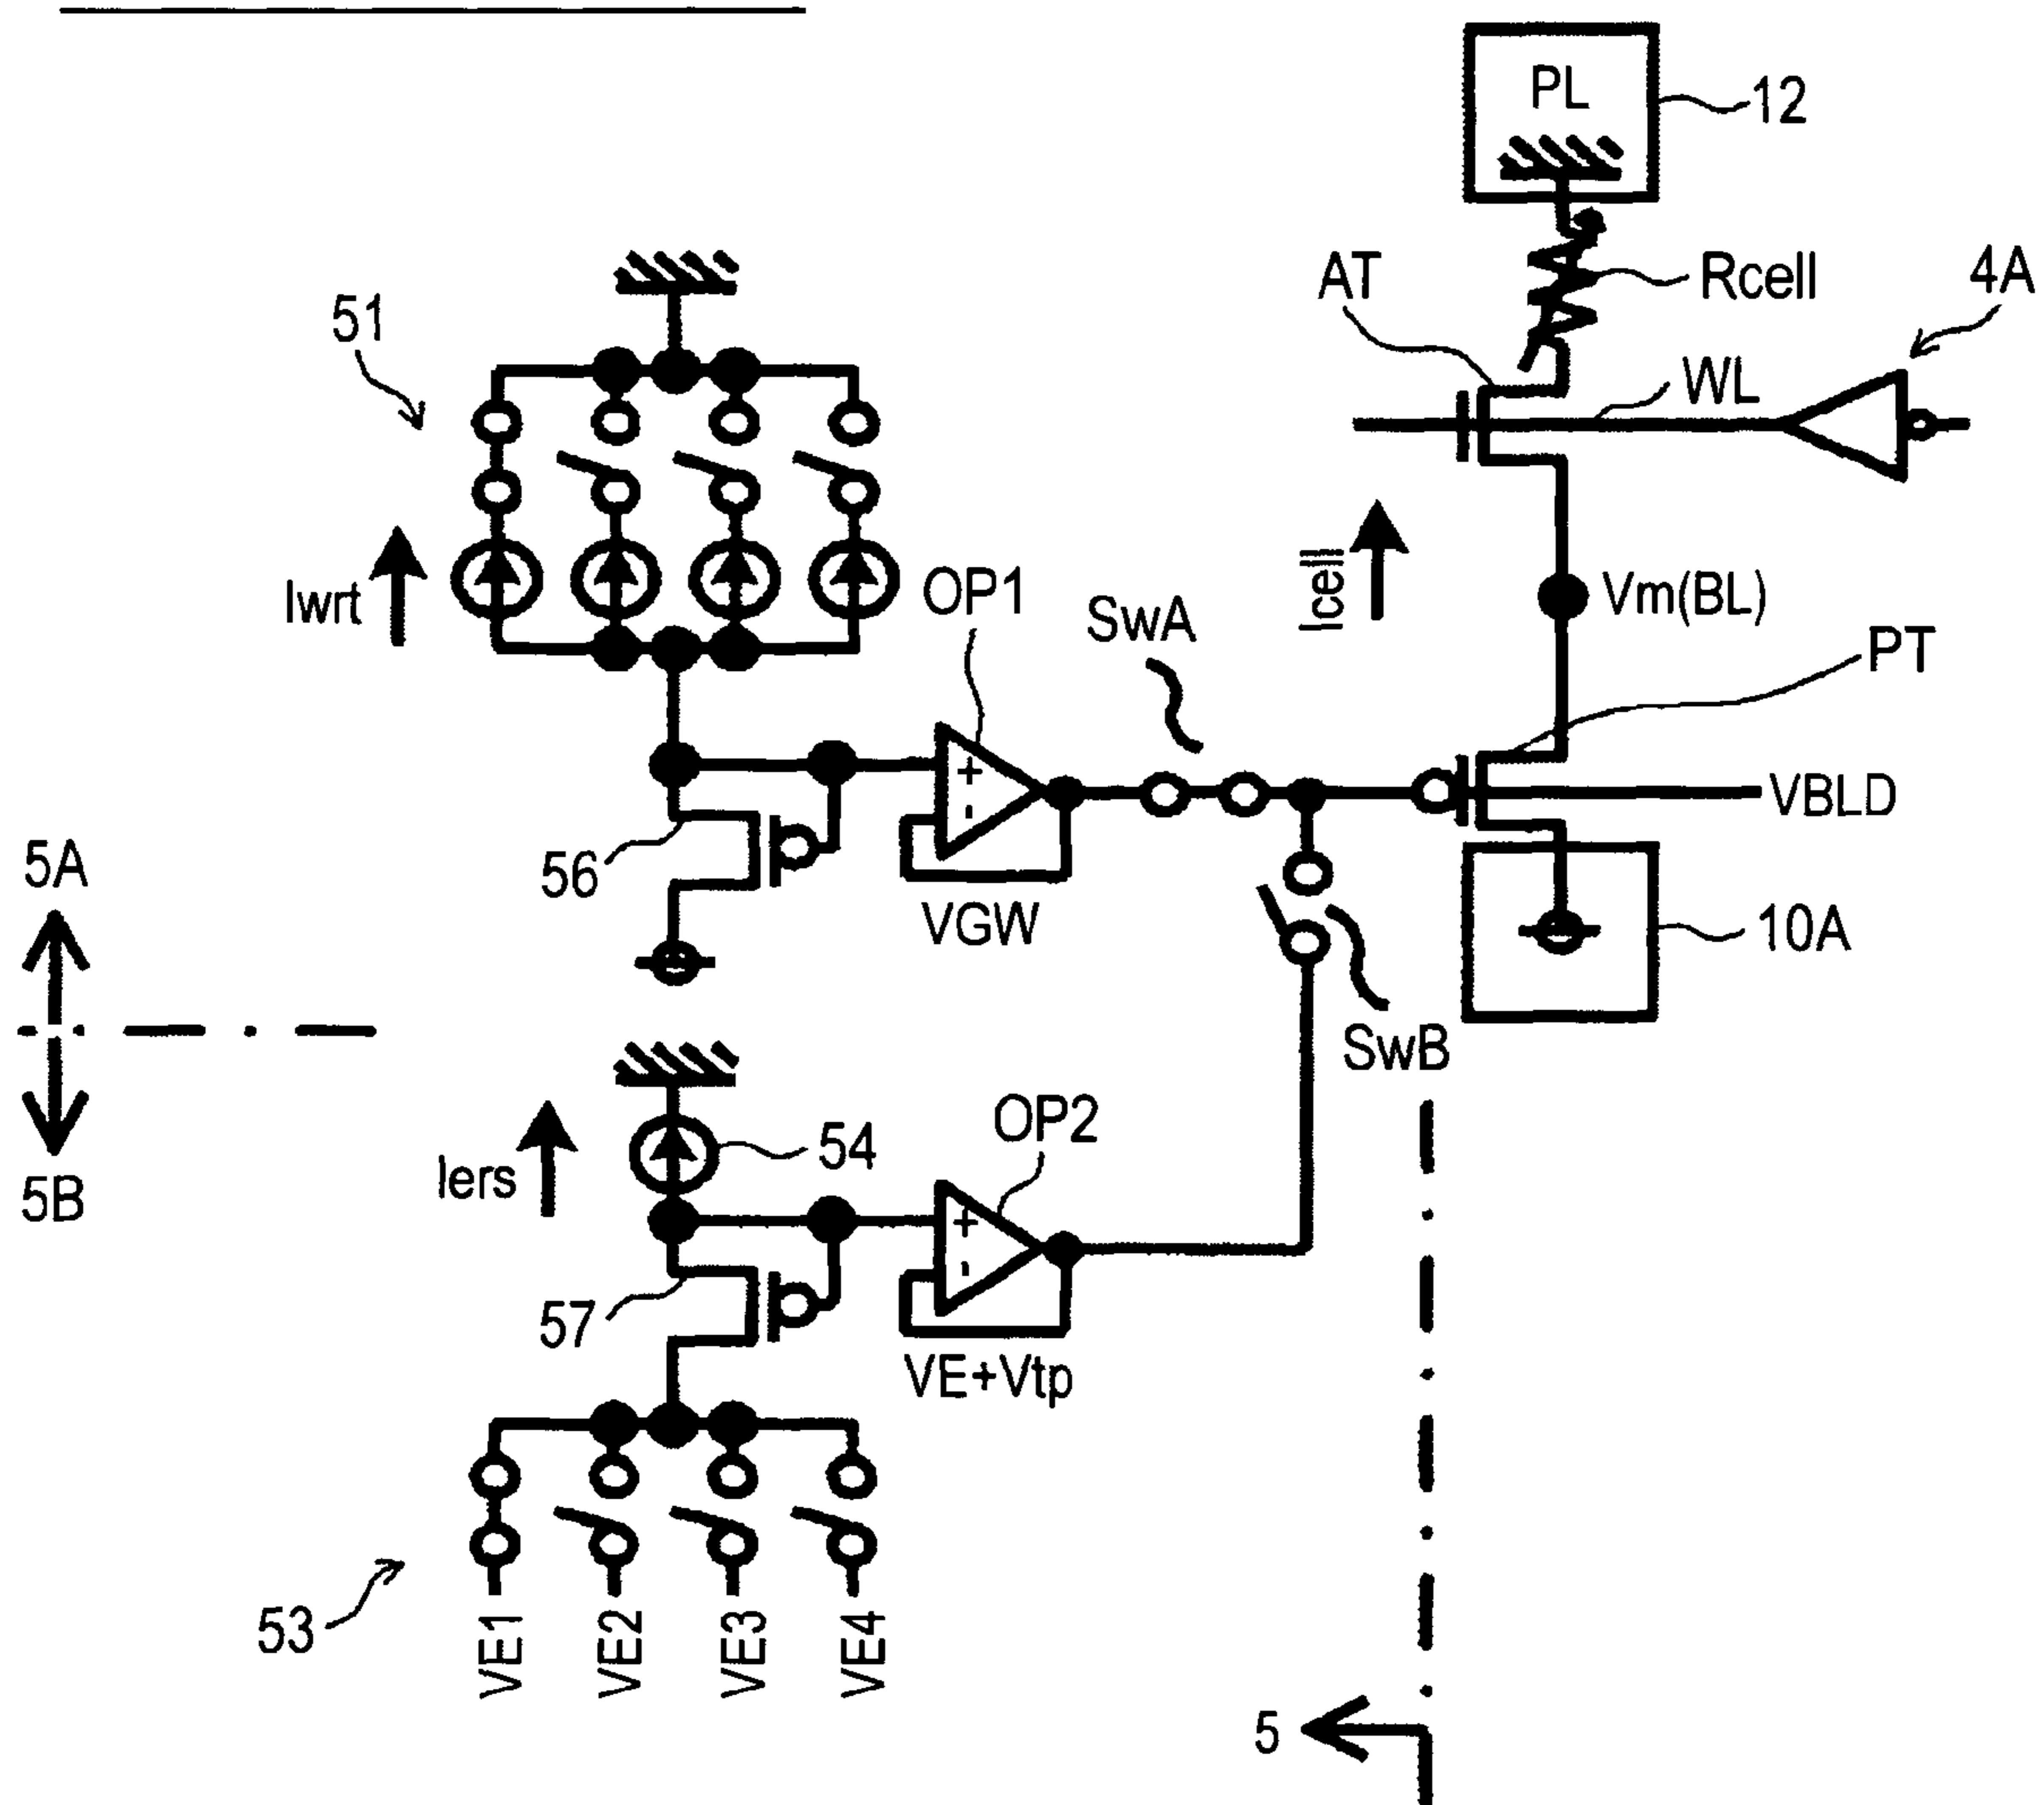 PL
12
AT
Rcell
4A
51
WL
Iwrt
OP1
SwA
Icell
Vm(BL)
PT
+
-
VBLD
56
VGW
5A
10A
SwB
5B
Iers
54
OP2
+
-
57
VE+Vtp
53
VE1
VE2
VE3
VE4
5